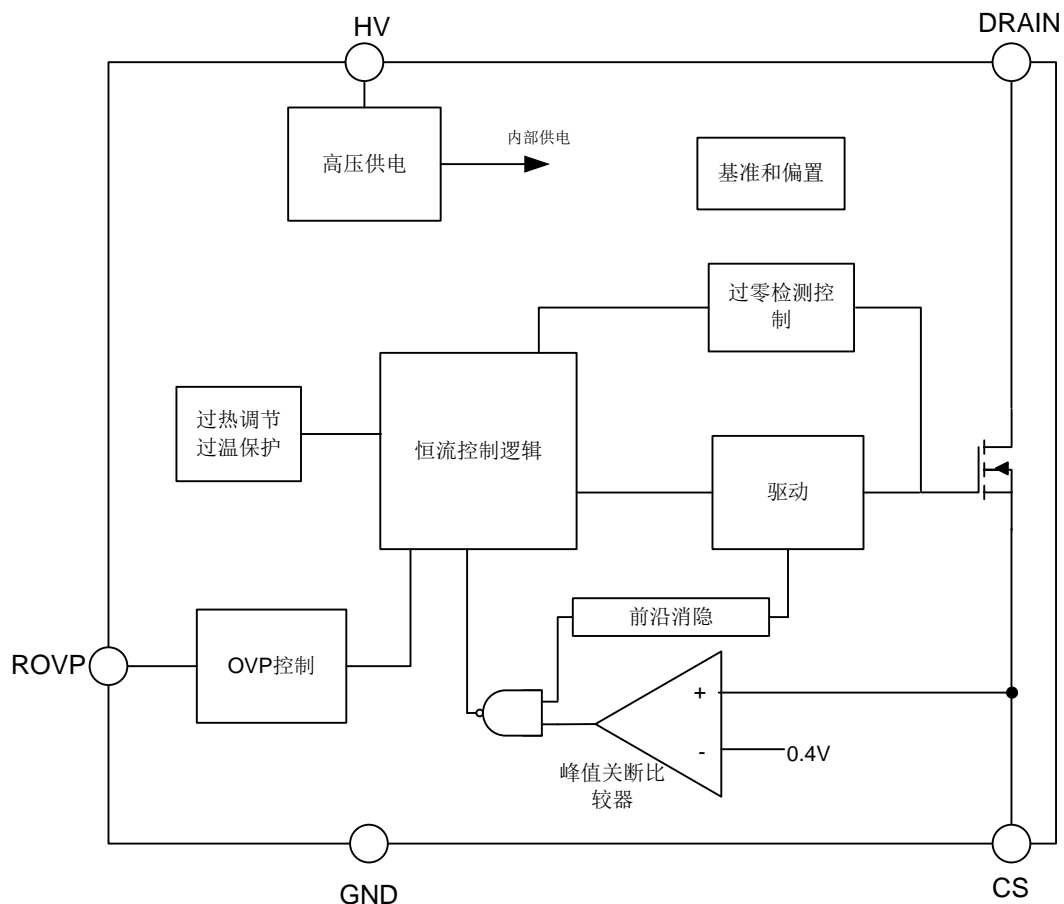 HV
DRAIN
高压供电
内部供电
基准和偏置
过零检测控
制
过热调节
过温保护
恒流控制逻辑
驱动
前沿消隐
ROVP
OVP控制
+
-
0.4V
峰值关断比
较器
GND
CS